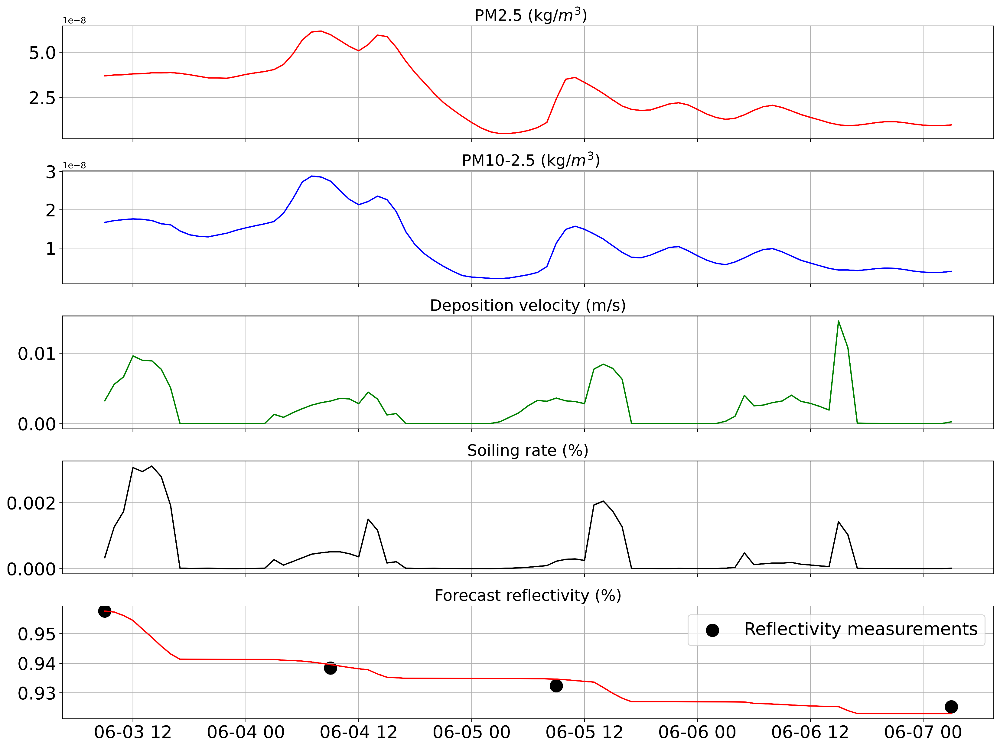 PM2.5 (kg/m³)
1e−8
5.0
2.5
PM10-2.5 (kg/m³)
1e−8
3
2
1
Deposition velocity (m/s)
0.01
0.00
Soiling rate (%)
0.002
0.000
Forecast reflectivity (%)
0.95
0.94
0.93
Reflectivity measurements
06-03 12 06-04 00 06-04 12 06-05 00 06-05 12 06-06 00 06-06 12 06-07 00